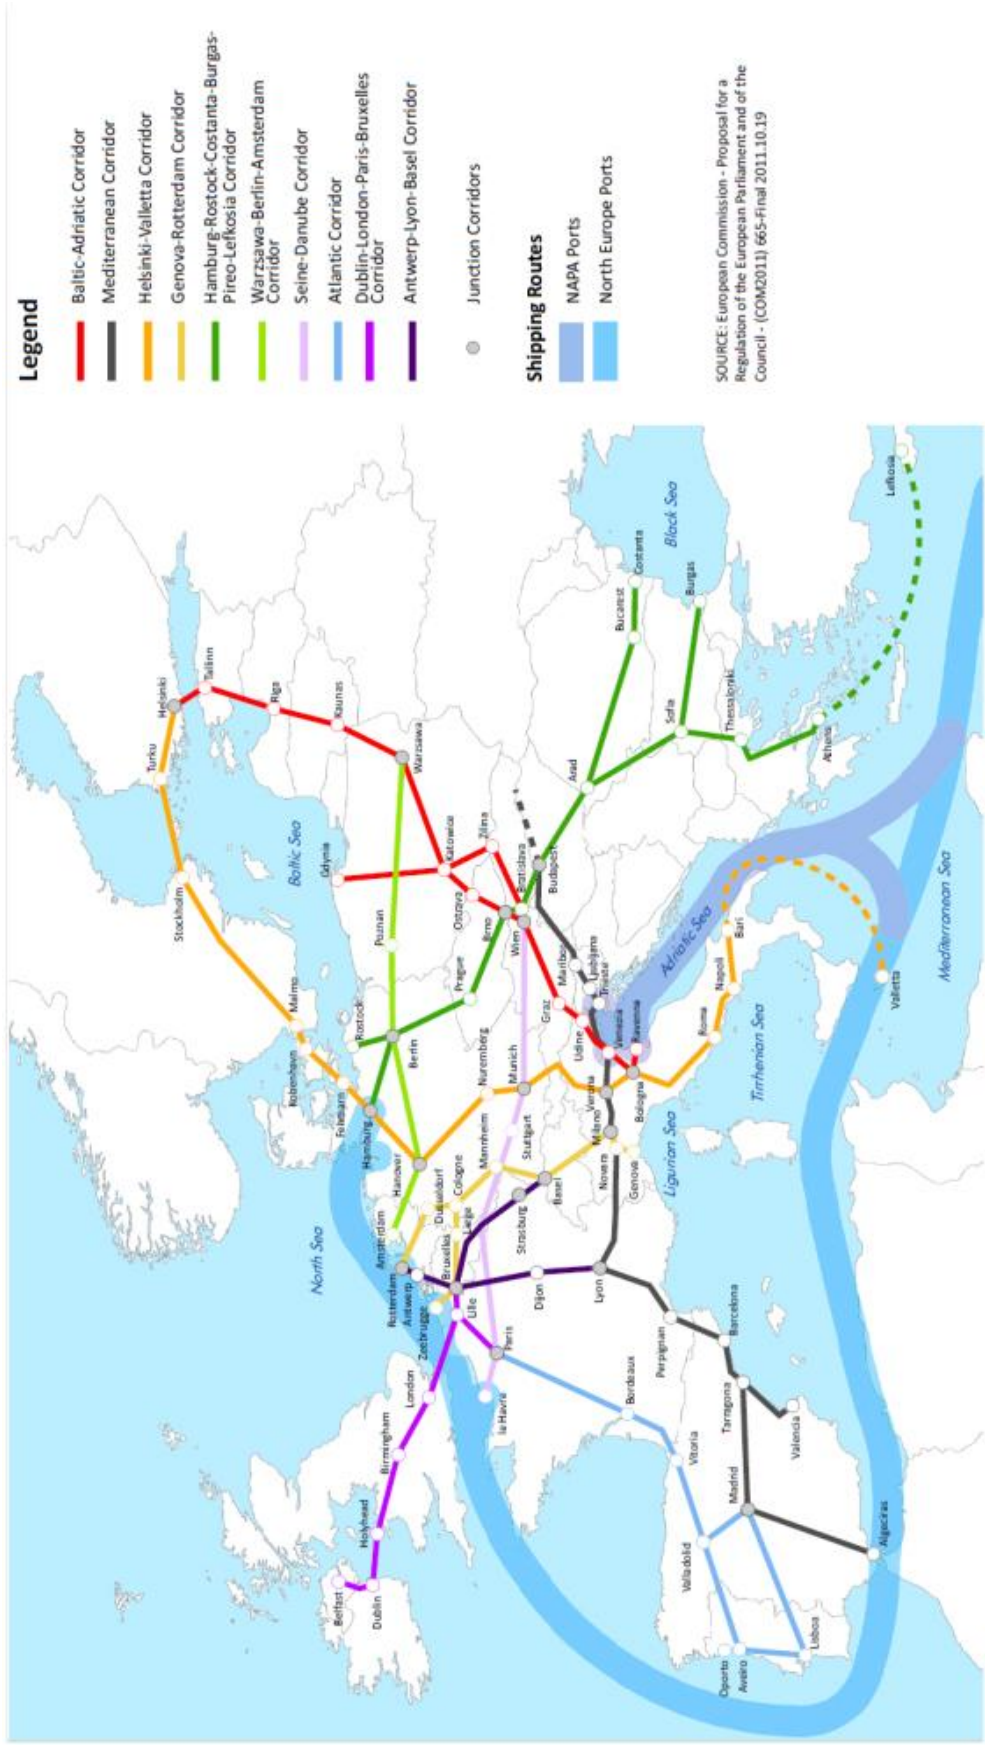 Legend
Baltic-Adriatic Corridor
Mediterranean Corridor
Helsinki-Valletta Corridor
Genova-Rotterdam Corridor
Hamburg-Rostock-Costanta-Burgas-
Pireo-Lefkosia Corridor
Warzsawa-Berlin-Amsterdam
Corridor
Seine-Danube Corridor
Atlantic Corridor
Dublin-London-Paris-Bruxelles
Corridor
Antwerp-Lyon-Basel Corridor
Junction Corridors
Shipping Routes
NAPA Ports
North Europe Ports
SOURCE: European Commission - Proposal for a
Regulation of the European Parliament and of the
Council - (COM2011) 665-Final 2011.10.19
Helsinki
Turku
Tallinn
Stockholm
Riga
Kaunas
Baltic Sea
Malmo
Kobenhavn
Gdynia
Warzsawa
Rostock
Poznan
Hamburg
Berlin
Hanover
North Sea
Amsterdam
Rotterdam
Antwerp
Zeebrugge
Bruxelles
Lille
Dusseldorf
Cologne
Liege
Belfast
Dublin
Holyhead
Birmingham
London
le Havre
Paris
Mannheim
Nuremberg
Prague
Katowice
Ostrava
Zilina
Brno
Wien
Bratislava
Budapest
Stuttgart
Munich
Strasburg
Basel
Dijon
Lyon
Graz
Maribor
Ljubljana
Trieste
Udine
Venezia
Ravenna
Verona
Milano
Novara
Genova
Bologna
Arad
Bucarest
Costanta
Black Sea
Burgas
Sofia
Thessaloniki
Athens
Lefkosia
Adriatic Sea
Ligurian Sea
Roma
Napoli
Bari
Tirrhenian Sea
Valletta
Mediterranean Sea
Bordeaux
Perpignan
Barcelona
Tarragona
Valencia
Vitoria
Madrid
Valladolid
Oporto
Aveiro
Lisboa
Algeciras